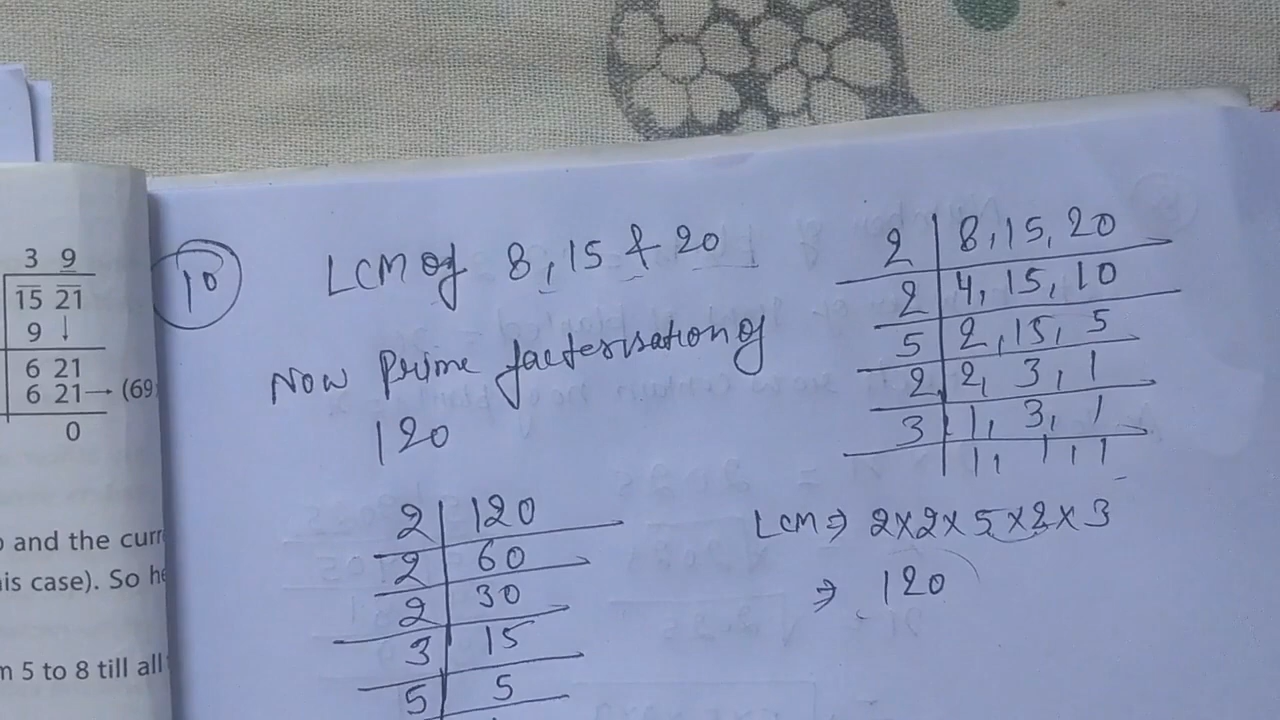 3 9
15 21
9 ↓
6 21
6 21→ (69
0
and the curr
is case). So he
5 to 8 till all
10
LCM of 8, 15 & 20
2 | 8, 15, 20
2 | 4, 15, 10
5 | 2, 15, 5
2 | 2, 3, 1
3 | 1, 3, 1
1, 1, 1
LCM ⇒ 2×2×5×2×3
⇒ 120
Now Prime factorisation of
120
2 | 120
2 | 60
2 | 30
3 | 15
5 | 5